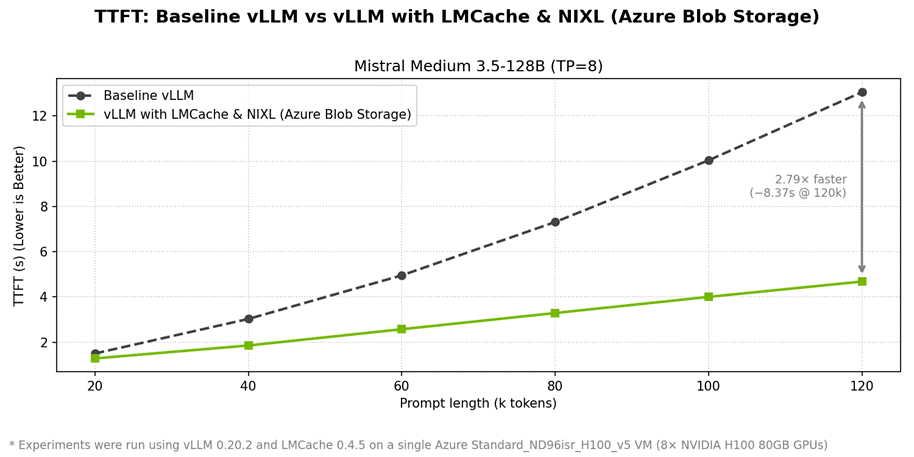 TTFT: Baseline vLLM vs vLLM with LMCache & NIXL (Azure Blob Storage)
Mistral Medium 3.5-128B (TP=8)
Baseline vLLM
vLLM with LMCache & NIXL (Azure Blob Storage)
TTFT (s) (Lower is Better)
12
10
8
6
4
2
2.79× faster
(−8.37s @ 120k)
20 40 60 80 100 120
Prompt length (k tokens)
* Experiments were run using vLLM 0.20.2 and LMCache 0.4.5 on a single Azure Standard_ND96isr_H100_v5 VM (8× NVIDIA H100 80GB GPUs)